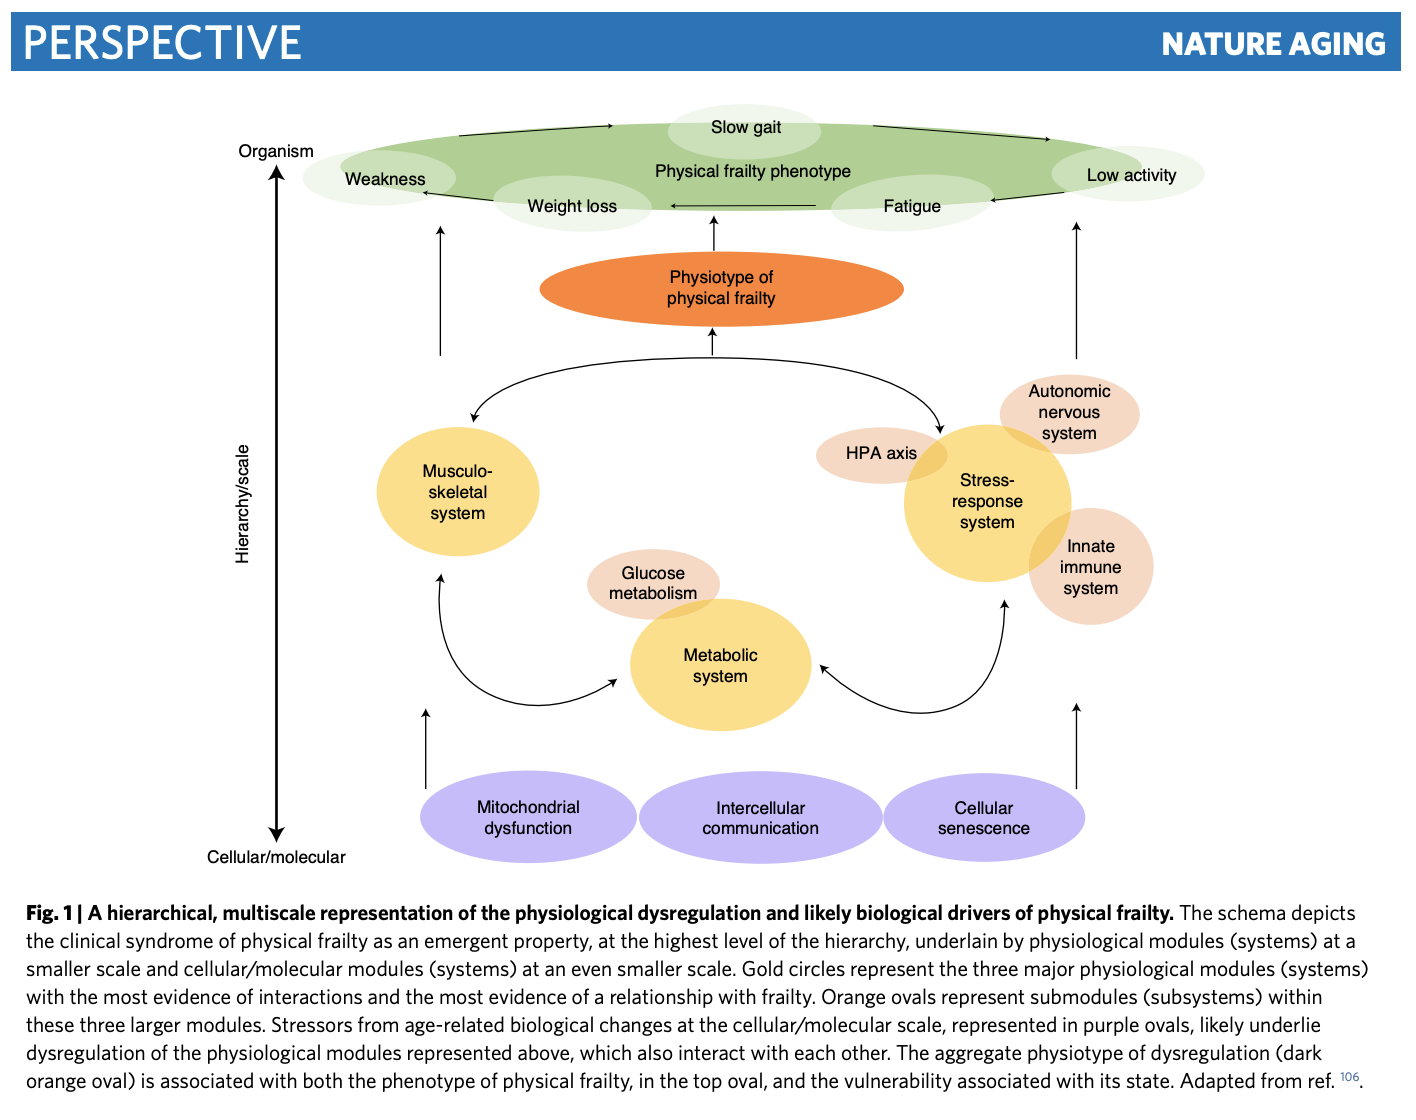 PERSPECTIVE
NATURE AGING
Organism
Slow gait
Weakness
Physical frailty phenotype
Low activity
Weight loss
Fatigue
Physiotype of
physical frailty
Autonomic
nervous
system
HPA axis
Musculo-
skeletal
system
Stress-
response
system
Hierarchy/scale
Innate
immune
system
Glucose
metabolism
Metabolic
system
Mitochondrial
dysfunction
Intercellular
communication
Cellular
senescence
Cellular/molecular
Fig. 1 | A hierarchical, multiscale representation of the physiological dysregulation and likely biological drivers of physical frailty. The schema depicts
the clinical syndrome of physical frailty as an emergent property, at the highest level of the hierarchy, underlain by physiological modules (systems) at a
smaller scale and cellular/molecular modules (systems) at an even smaller scale. Gold circles represent the three major physiological modules (systems)
with the most evidence of interactions and the most evidence of a relationship with frailty. Orange ovals represent submodules (subsystems) within
these three larger modules. Stressors from age-related biological changes at the cellular/molecular scale, represented in purple ovals, likely underlie
dysregulation of the physiological modules represented above, which also interact with each other. The aggregate physiotype of dysregulation (dark
orange oval) is associated with both the phenotype of physical frailty, in the top oval, and the vulnerability associated with its state. Adapted from ref. 106.